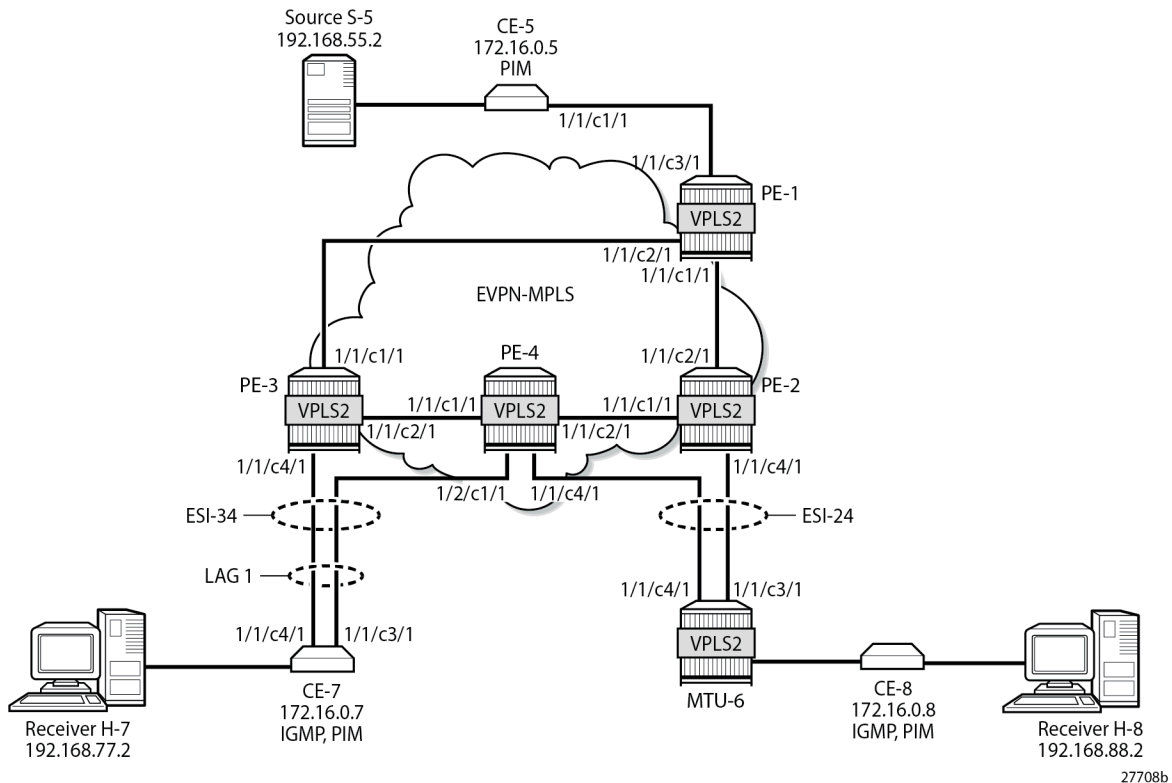 Source S-5
192.168.55.2
CE-5
172.16.0.5
PIM
1/1/c1/1
1/1/c3/1
PE-1
VPLS2
1/1/c2/1
1/1/c1/1
EVPN-MPLS
1/1/c1/1
PE-4
1/1/c2/1
PE-3
PE-2
VPLS2
1/1/c1/1
VPLS2
1/1/c1/1
VPLS2
1/1/c2/1
1/1/c2/1
1/1/c4/1
1/2/c1/1
1/1/c4/1
1/1/c4/1
ESI-34
ESI-24
LAG 1
1/1/c4/1
1/1/c3/1
1/1/c4/1
1/1/c3/1
VPLS2
MTU-6
CE-7
172.16.0.7
IGMP, PIM
CE-8
172.16.0.8
IGMP, PIM
Receiver H-7
192.168.77.2
Receiver H-8
192.168.88.2
27708b